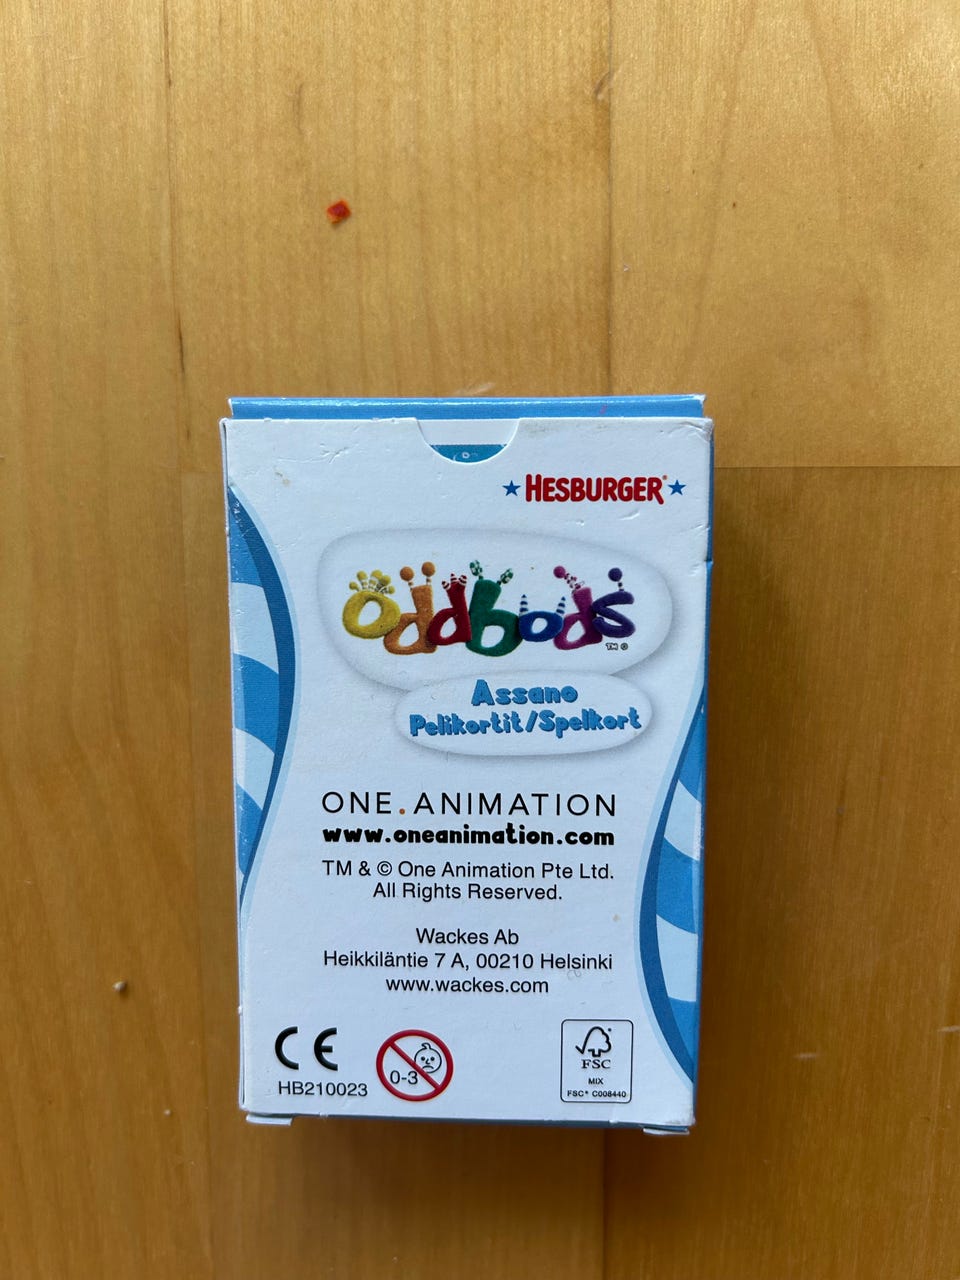 HESBURGER
oddbods
TM ©
Assano
Pelikortit/Spelkort
ONE.ANIMATION
www.oneanimation.com
TM & © One Animation Pte Ltd.
All Rights Reserved.
Wackes Ab
Heikkiläntie 7 A, 00210 Helsinki
www.wackes.com
CE
HB210023
0-3
FSC
MIX
FSC® C008440